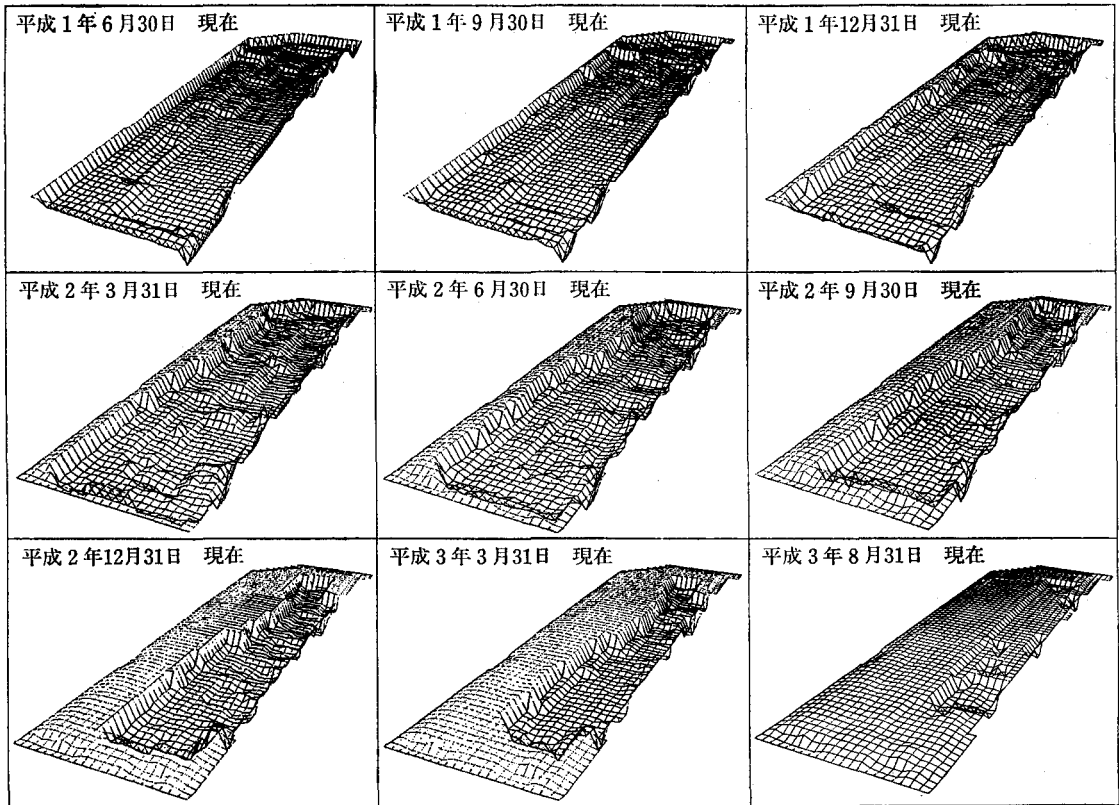 平成1年6月30日 現在
平成1年9月30日 現在
平成1年12月31日 現在
平成2年3月31日 現在
平成2年6月30日 現在
平成2年9月30日 現在
平成2年12月31日 現在
平成3年3月31日 現在
平成3年8月31日 現在